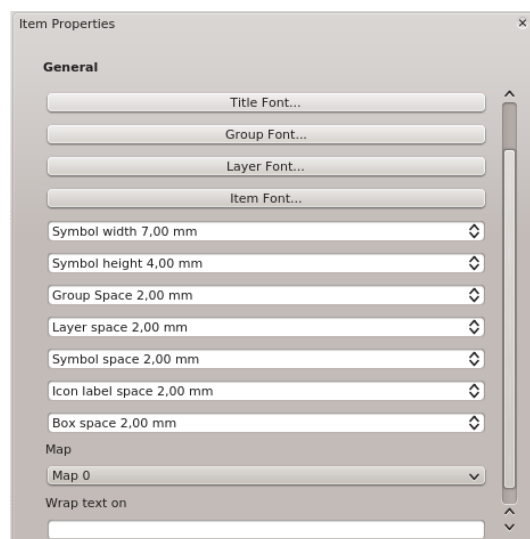 Item Properties
General
Title Font...
Group Font...
Layer Font...
Item Font...
Symbol width 7,00 mm
Symbol height 4,00 mm
Group Space 2,00 mm
Layer space 2,00 mm
Symbol space 2,00 mm
Icon label space 2,00 mm
Box space 2,00 mm
Map
Map 0
Wrap text on